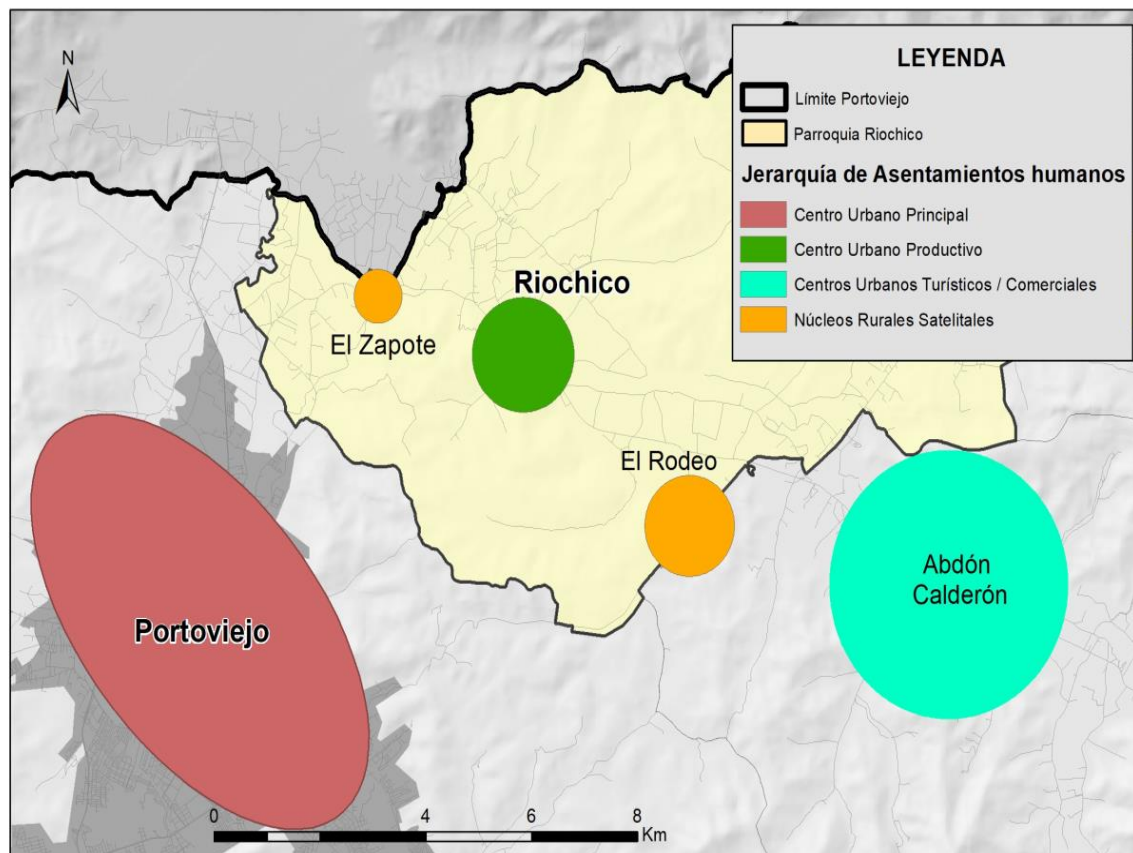 N
LEYENDA
Límite Portoviejo
Parroquia Riochico
Jerarquía de Asentamientos humanos
Centro Urbano Principal
Centro Urbano Productivo
Centros Urbanos Turísticos / Comerciales
Núcleos Rurales Satelitales
Riochico
El Zapote
El Rodeo
Abdón
Calderón
Portoviejo
0 2 4 6 8
Km